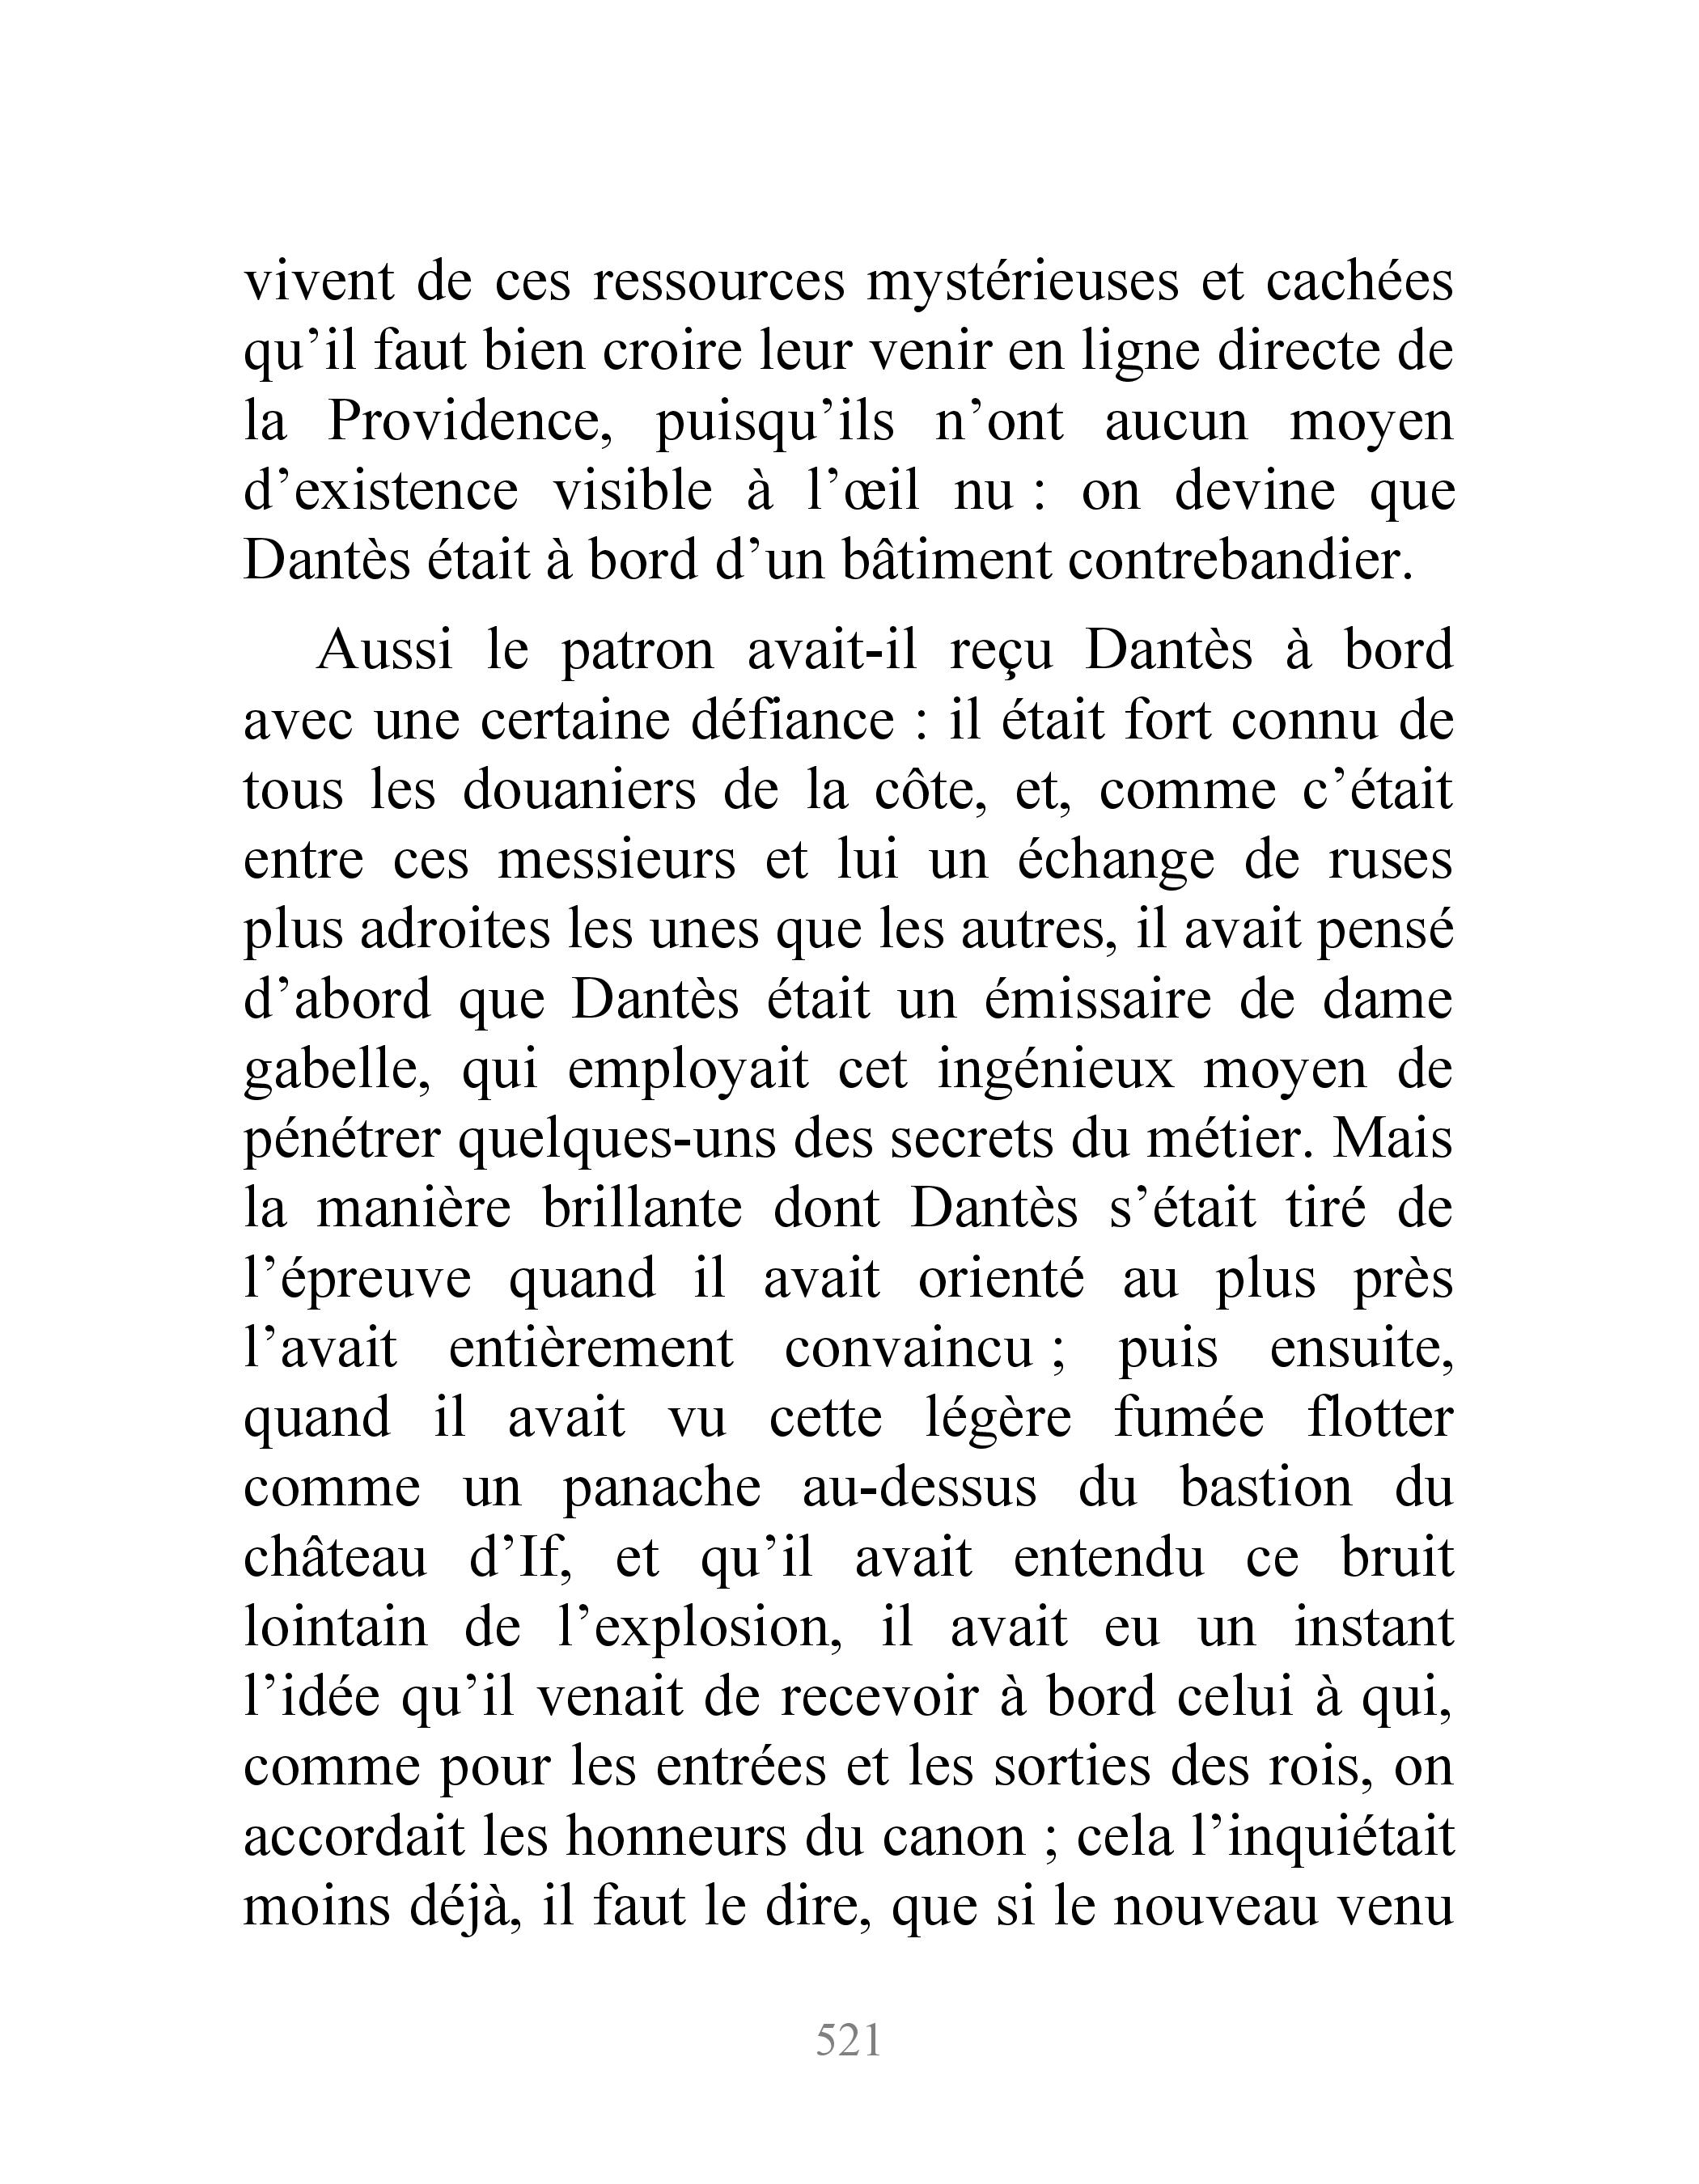 vivent de ces ressources mystérieuses et cachées
qu’il faut bien croire leur venir en ligne directe de
la Providence, puisqu’ils n’ont aucun moyen
d’existence visible à l’œil nu : on devine que
Dantès était à bord d’un bâtiment contrebandier.
Aussi le patron avait-il reçu Dantès à bord
avec une certaine défiance : il était fort connu de
tous les douaniers de la côte, et, comme c’était
entre ces messieurs et lui un échange de ruses
plus adroites les unes que les autres, il avait pensé
d’abord que Dantès était un émissaire de dame
gabelle, qui employait cet ingénieux moyen de
pénétrer quelques-uns des secrets du métier. Mais
la manière brillante dont Dantès s’était tiré de
l’épreuve quand il avait orienté au plus près
l’avait entièrement convaincu ; puis ensuite,
quand il avait vu cette légère fumée flotter
comme un panache au-dessus du bastion du
château d’If, et qu’il avait entendu ce bruit
lointain de l’explosion, il avait eu un instant
l’idée qu’il venait de recevoir à bord celui à qui,
comme pour les entrées et les sorties des rois, on
accordait les honneurs du canon ; cela l’inquiétait
moins déjà, il faut le dire, que si le nouveau venu
521